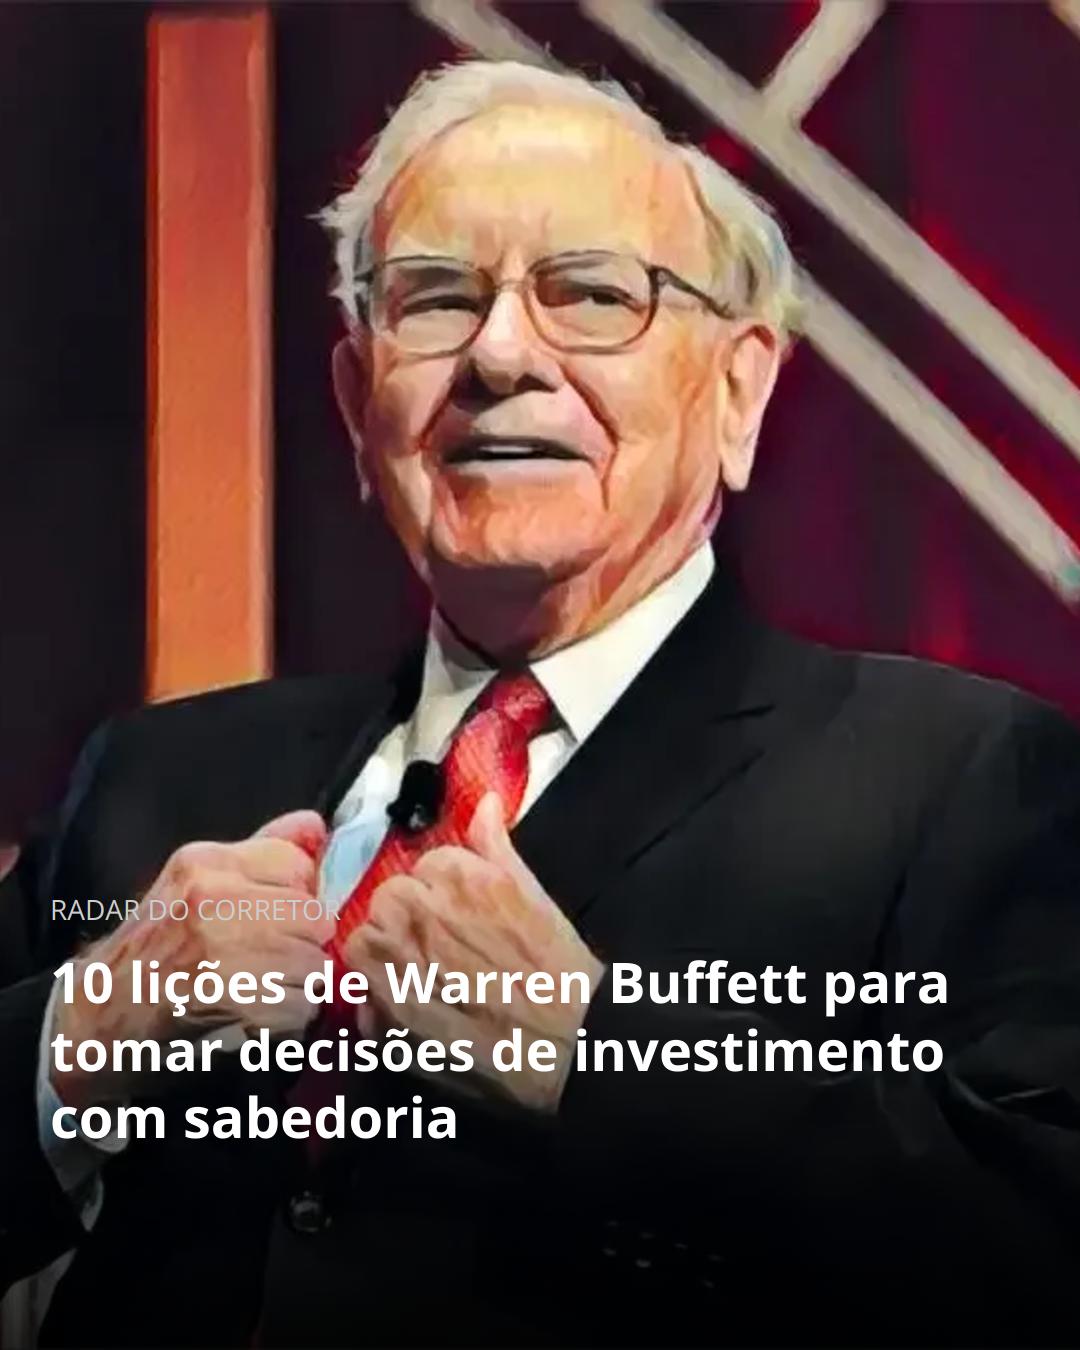 RADAR DO CORRETOR
10 lições de Warren Buffett para
tomar decisões de investimento
com sabedoria